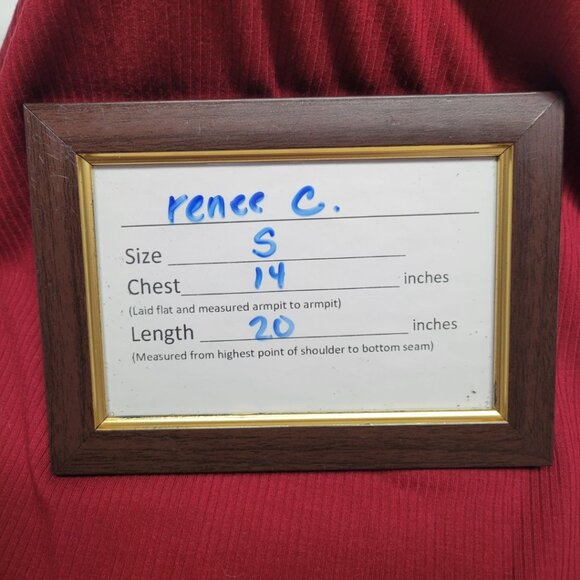 renee C.
Size S
Chest 14 inches
(Laid flat and measured armpit to armpit)
Length 20 inches
(Measured from highest point of shoulder to bottom seam)